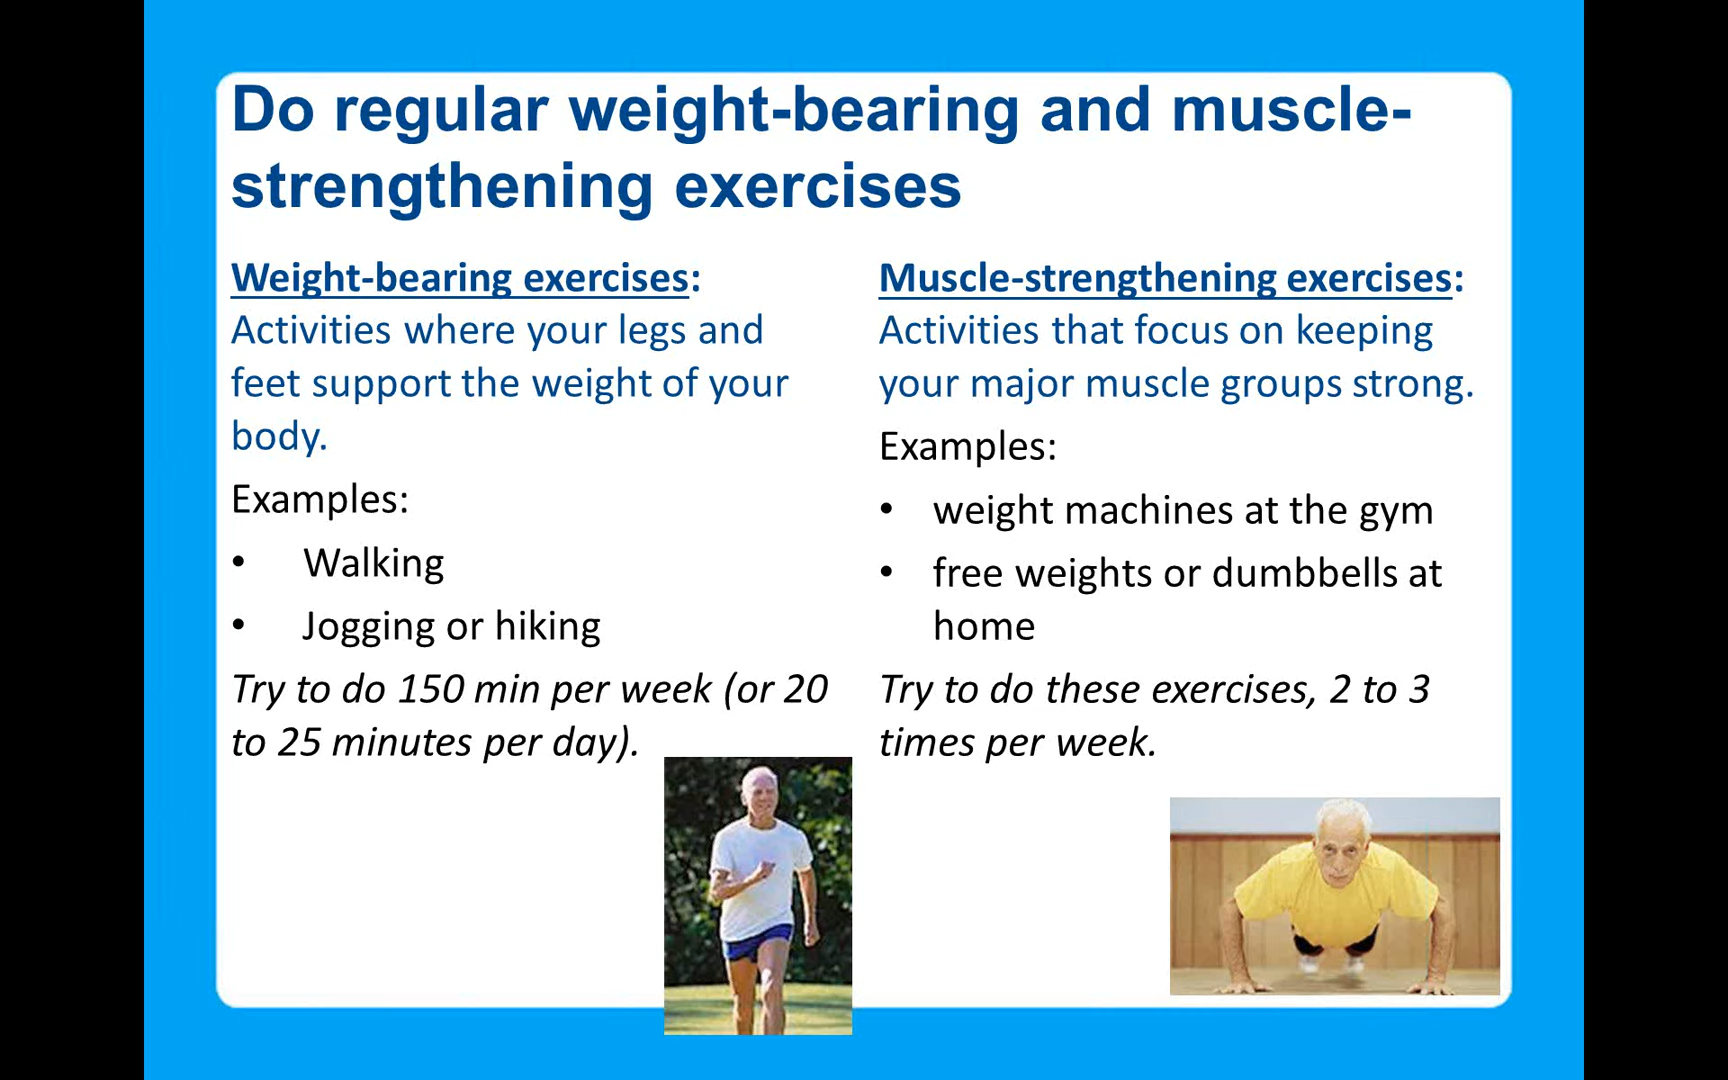 Do regular weight-bearing and muscle-
strengthening exercises
Weight-bearing exercises:
Activities where your legs and
feet support the weight of your
body.
Examples:
• Walking
• Jogging or hiking
Try to do 150 min per week (or 20
to 25 minutes per day).
Muscle-strengthening exercises:
Activities that focus on keeping
your major muscle groups strong.
Examples:
• weight machines at the gym
• free weights or dumbbells at
home
Try to do these exercises, 2 to 3
times per week.